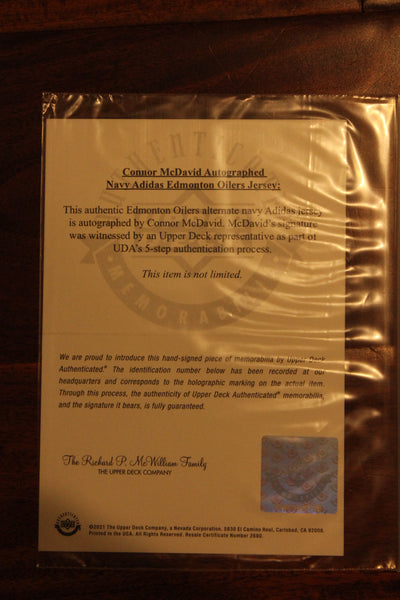 Connor McDavid Autographed
Navy Adidas Edmonton Oilers Jersey:
This authentic Edmonton Oilers alternate navy Adidas jersey
is autographed by Connor McDavid. McDavid's signature
was witnessed by an Upper Deck representative as part of
UDA's 5-step authentication process.
This item is not limited.
We are proud to introduce this hand-signed piece of memorabilia by Upper Deck
Authenticated.® The identification number below has been recorded at our
headquarters and corresponds to the holographic marking on the actual item.
Through this process, the authenticity of Upper Deck Authenticated® memorabilia,
and the signature it bears, is fully guaranteed.
The Richard P. McWilliam Family
THE UPPER DECK COMPANY
©2021 The Upper Deck Company, a Nevada Corporation, 5830 El Camino Real, Carlsbad, CA 92008.
Printed in the USA. All Rights Reserved. Resale Certificate Number 2690.
MEMORABILIA